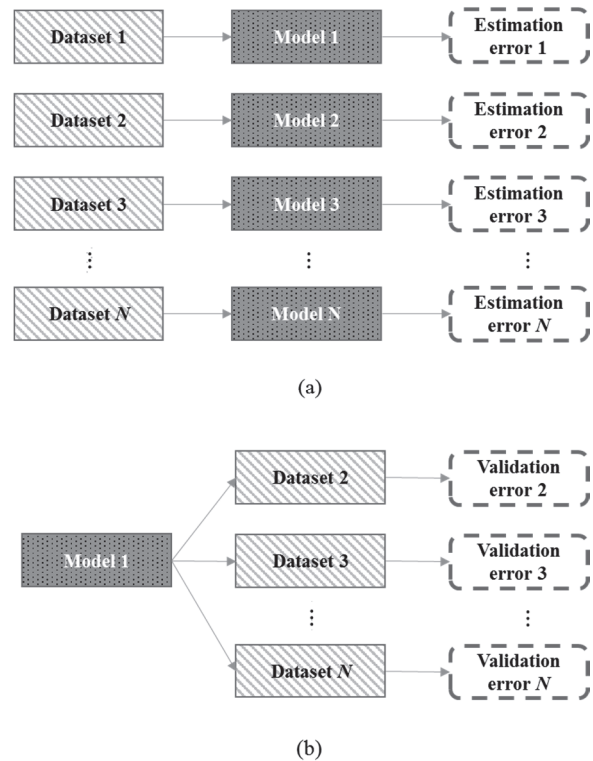 Dataset 1
Model 1
Estimation
error 1
Dataset 2
Model 2
Estimation
error 2
Dataset 3
Model 3
Estimation
error 3
⋮ ⋮ ⋮
Dataset N
Model N
Estimation
error N
(a)
Model 1
Dataset 2
Validation
error 2
Dataset 3
Validation
error 3
⋮ ⋮
Dataset N
Validation
error N
(b)